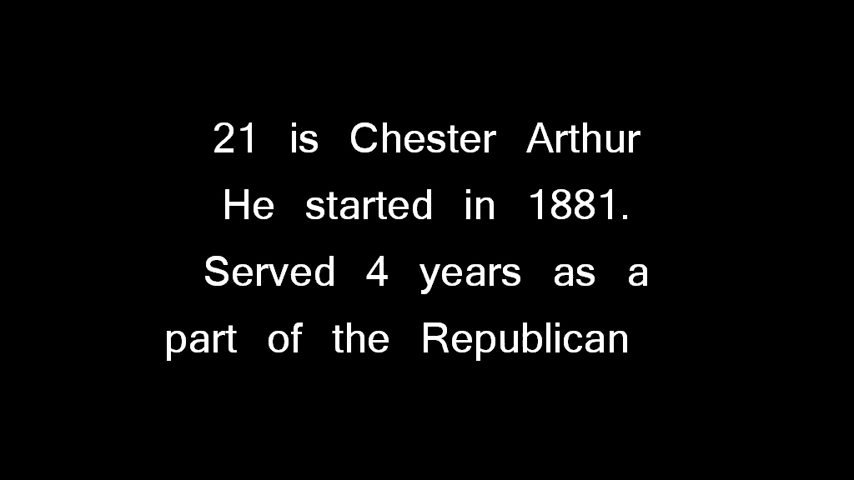 21 is Chester Arthur
He started in 1881.
Served 4 years as a
part of the Republican